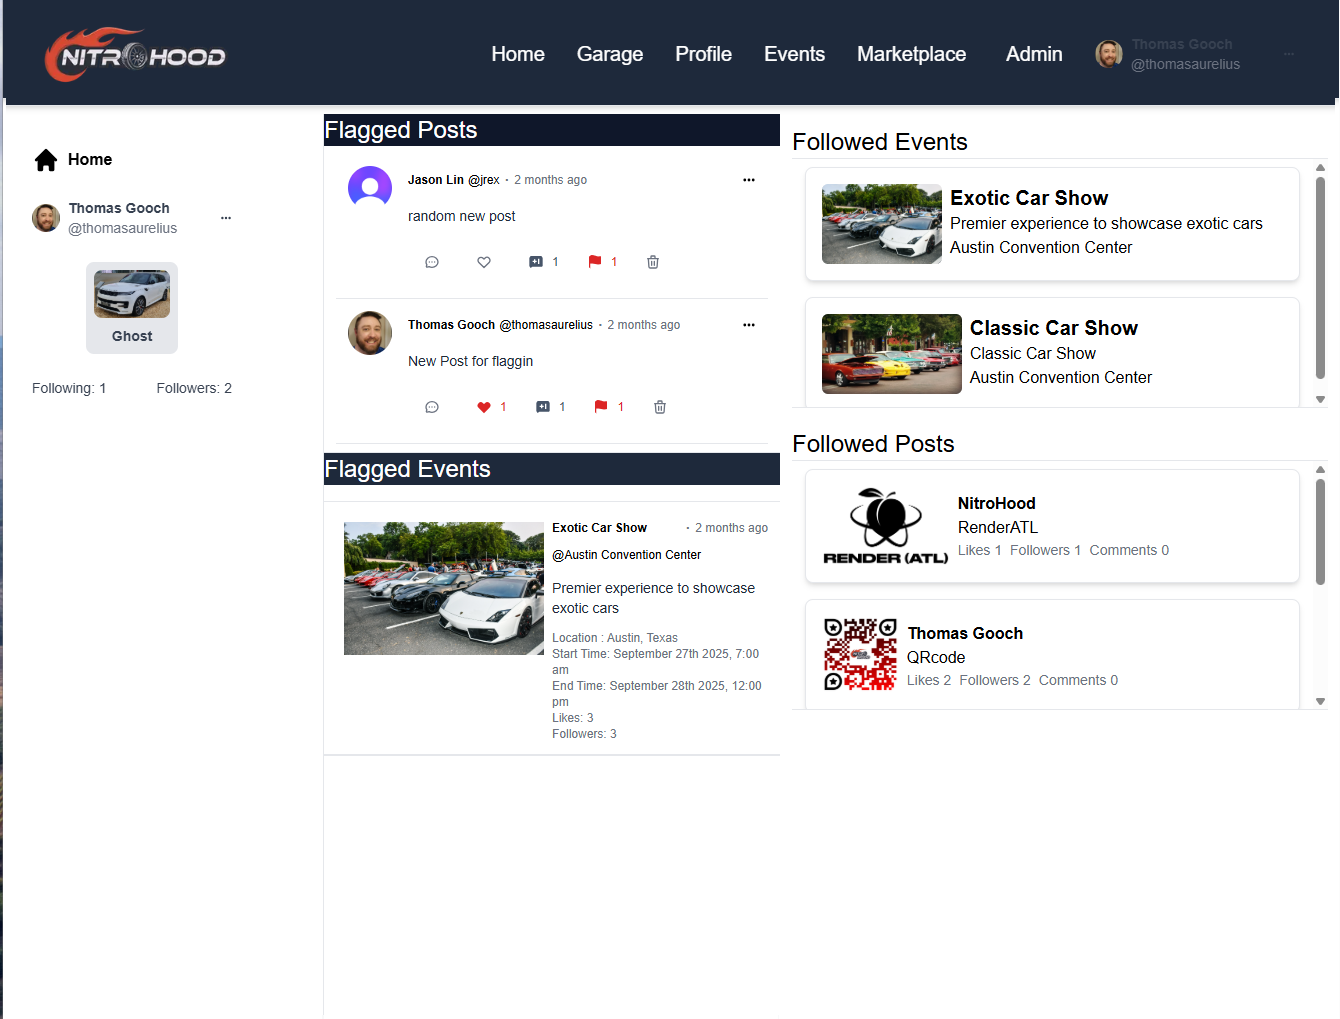 NITROHOOD
Home Garage Profile Events Marketplace Admin
Thomas Gooch
@thomasaurelius
Home
Thomas Gooch
@thomasaurelius
Ghost
Following: 1 Followers: 2
Flagged Posts
Jason Lin @jrex · 2 months ago
random new post
1 1
Thomas Gooch @thomasaurelius · 2 months ago
New Post for flaggin
1 1 1
Flagged Events
Exotic Car Show · 2 months ago
@Austin Convention Center
Premier experience to showcase
exotic cars
Location : Austin, Texas
Start Time: September 27th 2025, 7:00
am
End Time: September 28th 2025, 12:00
pm
Likes: 3
Followers: 3
Followed Events
Exotic Car Show
Premier experience to showcase exotic cars
Austin Convention Center
Classic Car Show
Classic Car Show
Austin Convention Center
Followed Posts
RENDER (ATL)
NitroHood
RenderATL
Likes 1 Followers 1 Comments 0
Thomas Gooch
QRcode
Likes 2 Followers 2 Comments 0